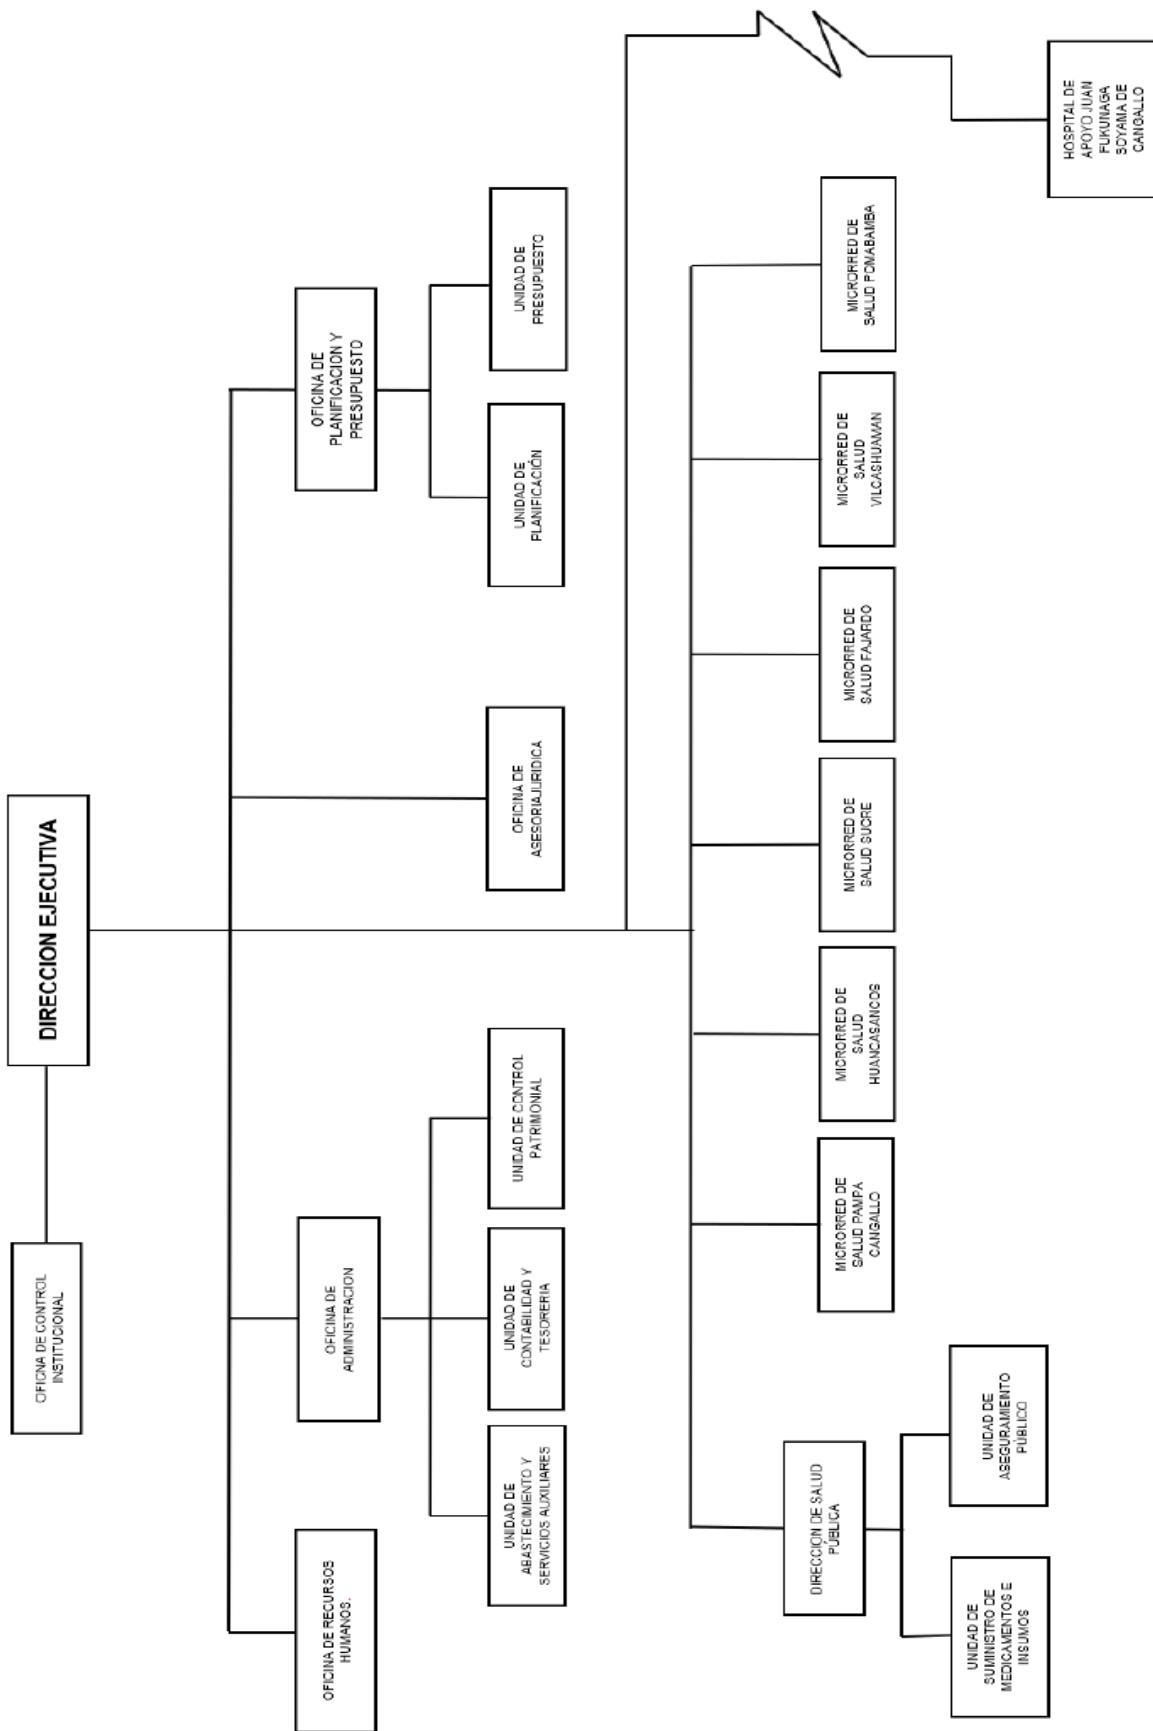 DIRECCION EJECUTIVA
OFICNA DE CONTROL
INSTITUCIONAL
OFICINA DE RECURSOS
HUMANOS.
OFICINA DE
ADMINISTRACION
OFICINA DE
PLANIFICACION Y
PRESUPUESTO
UNIDAD DE
ABASTECIMIENTO Y
SERVICIOS AUXILIARES
UNIDAD DE
CONTABILIDAD Y
TESORERIA
UNIDAD DE CONTROL
PATRIMONIAL
OFICINA DE
ASESORIAJURIDICA
UNIDAD DE
PLANIFICACIÓN
UNIDAD DE
PRESUPUESTO
DIRECCION DE SALUD
PÚBLICA
MICRORRED DE
SALUD PAMPA
CANGALLO
MICRORRED DE
SALUD
HUANCASANCOS
MICRORRED DE
SALUD SUCRE
MICRORRED DE
SALUD FAJARDO
MICRORRED DE
SALUD
VILCASHUAMAN
MICRORRED DE
SALUD POMABAMBA
UNIDAD DE
SUMINISTRO DE
MEDICAMENTOS E
INSUMOS
UNIDAD DE
ASEGURAMIENTO
PÚBLICO
HOSPITAL DE
APOYO JUAN
FUKUNAGA
SOYAMA DE
CANGALLO